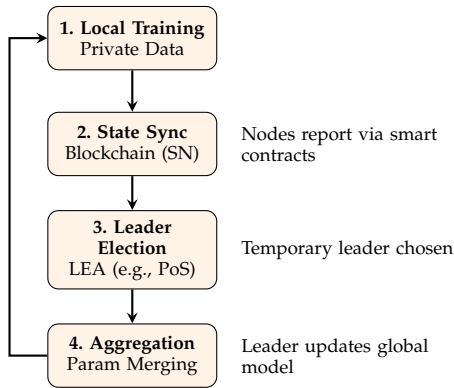 1. Local Training
Private Data
2. State Sync
Blockchain (SN)
Nodes report via smart
contracts
3. Leader
Election
LEA (e.g., PoS)
Temporary leader chosen
4. Aggregation
Param Merging
Leader updates global
model